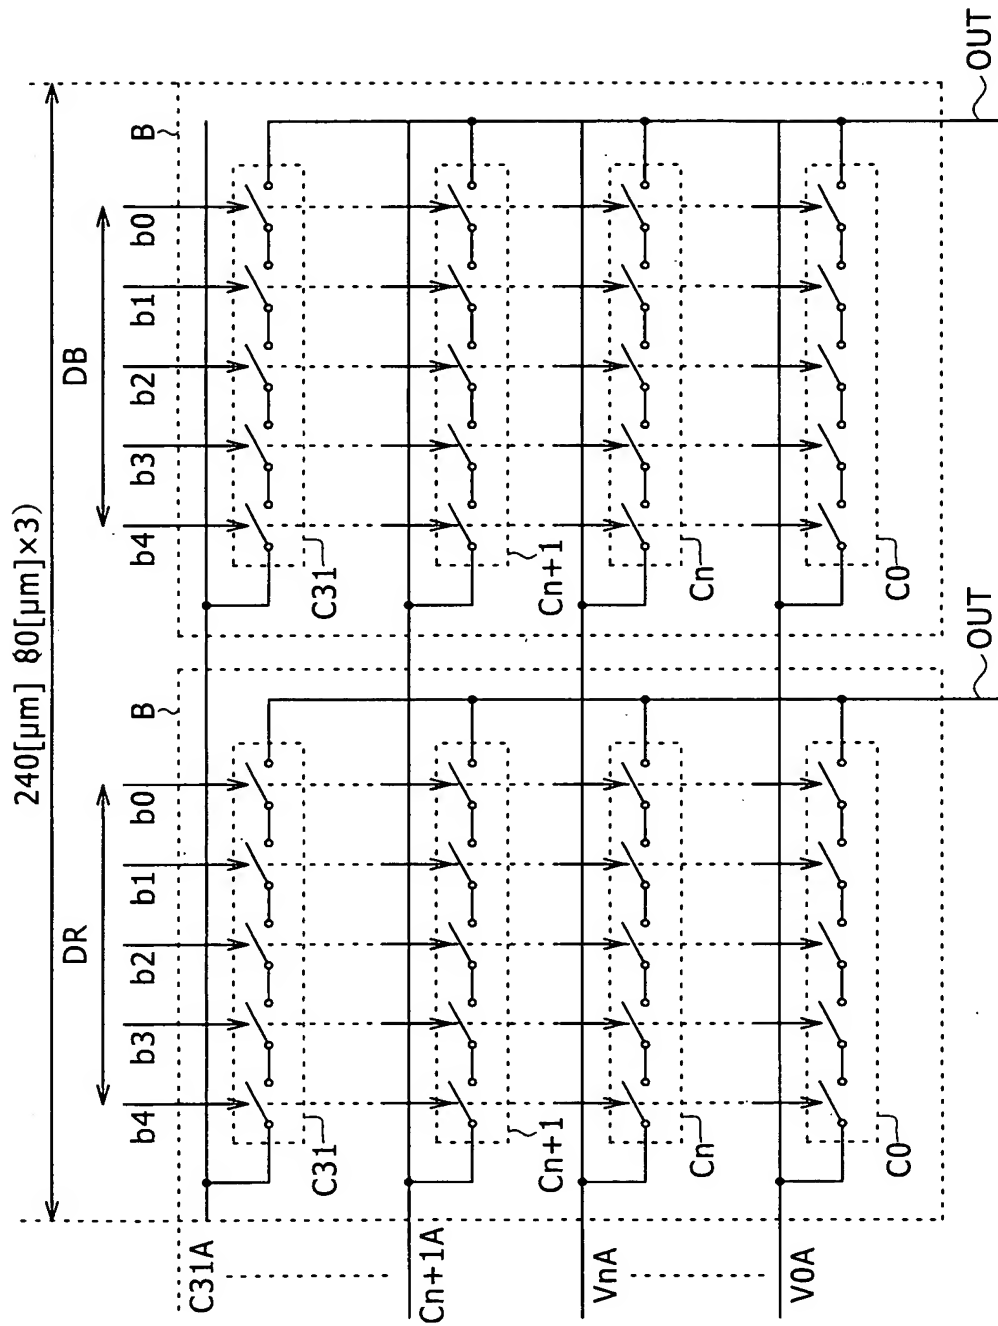 240[µm] 80[µm]×3)
DR
DB
b4
b3
b2
b1
b0
b4
b3
b2
b1
b0
B
B
C31A
Cn+1A
VnA
V0A
C31
Cn+1
Cn
C0
C31
Cn+1
Cn
C0
OUT
OUT